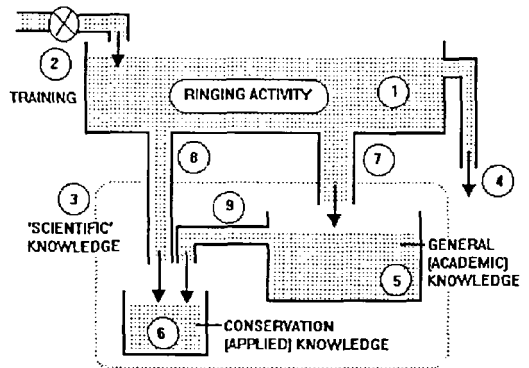 2
TRAINING
RINGING ACTIVITY
1
8
7
4
3
'SCIENTIFIC'
KNOWLEDGE
9
GENERAL
(ACADEMIC)
KNOWLEDGE
5
6
CONSERVATION
(APPLIED) KNOWLEDGE